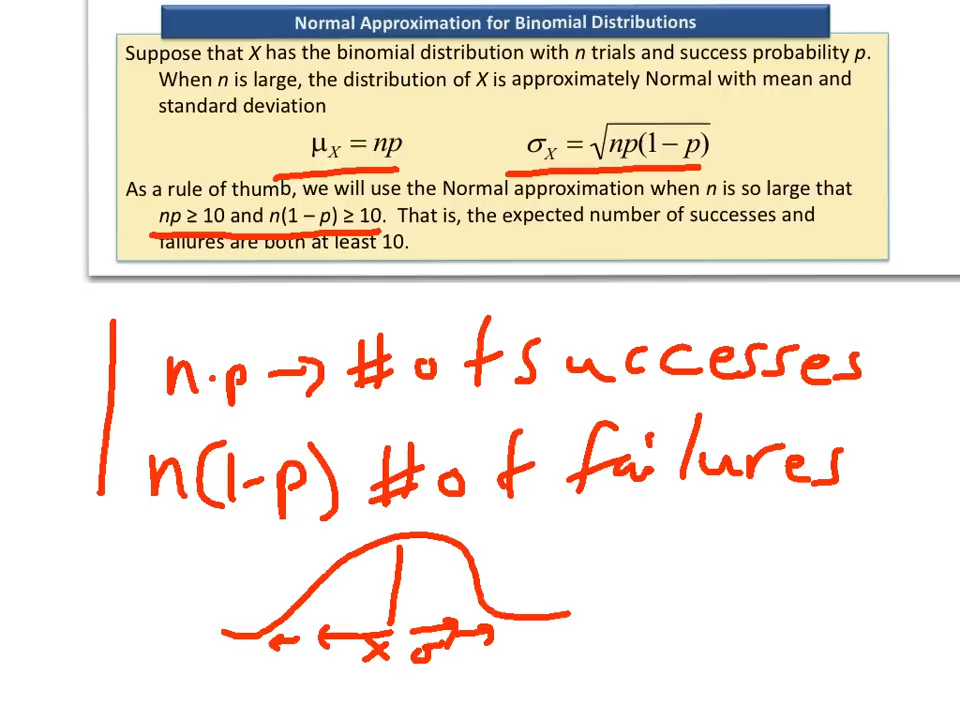 Normal Approximation for Binomial Distributions
Suppose that X has the binomial distribution with n trials and success probability p.
When n is large, the distribution of X is approximately Normal with mean and
standard deviation
μ_X = np σ_X = √np(1 − p)
As a rule of thumb, we will use the Normal approximation when n is so large that
np ≥ 10 and n(1 – p) ≥ 10. That is, the expected number of successes and
failures are both at least 10.
n·p → # of successes
n(1-p) # of failures
x σ